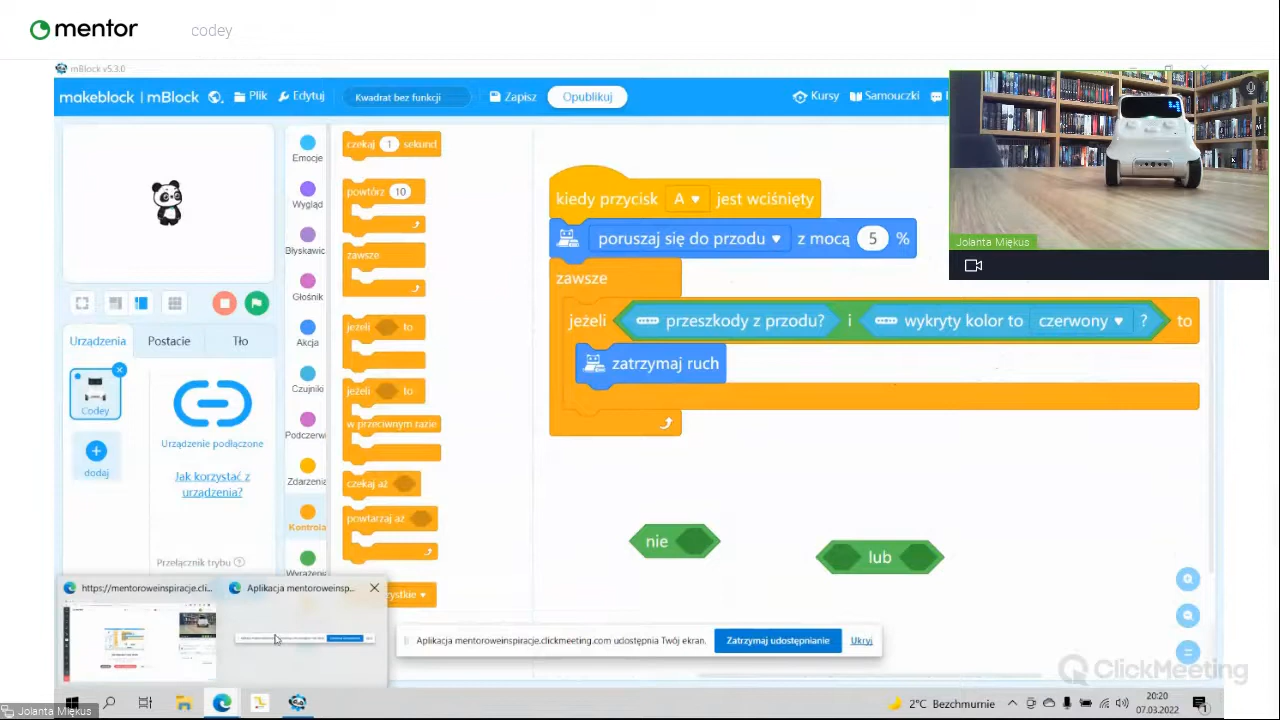 mentor
codey
mBlock v5.3.0
makeblock | mBlock
Plik
Edytuj
Kwadrat bez funkcji
Zapisz
Opublikuj
Kursy
Samouczki
Jolanta Miękus
Emocje
Wygląd
Błyskawic
Głośnik
Akcja
Czujniki
Podczerwi
Zdarzenia
Kontrola
Wyrażenia
czekaj 1 sekund
powtórz 10
zawsze
jeżeli to
jeżeli to
w przeciwnym razie
czekaj aż
powtarzaj aż
kiedy przycisk A jest wciśnięty
poruszaj się do przodu z mocą 5 %
zawsze
jeżeli przeszkody z przodu? i wykryty kolor to czerwony ? to
zatrzymaj ruch
nie
lub
Urządzenia
Postacie
Tło
Codey
dodaj
Urządzenie podłączone
Jak korzystać z
urządzenia?
Przełącznik trybu
https://mentoroweinspiracje.cli...
Aplikacja mentoroweinsp...
Aplikacja mentoroweinspiracje.clickmeeting.com udostępnia Twój ekran.
Zatrzymaj udostępnianie
Ukryj
ClickMeeting
Jolanta Miękus
2°C Bezchmurnie
20:20
07.03.2022